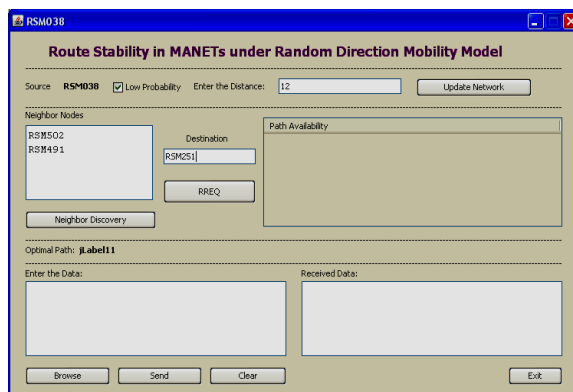 RSM038
Route Stability in MANETs under Random Direction Mobility Model
Source RSM038 Low Probability Enter the Distance: 12 Update Network
Neighbor Nodes
RSM502
RSM491
Destination
RSM251
RREQ
Path Availability
Neighbor Discovery
Optimal Path: jLabel11
Enter the Data: Received Data:
Browse Send Clear Exit